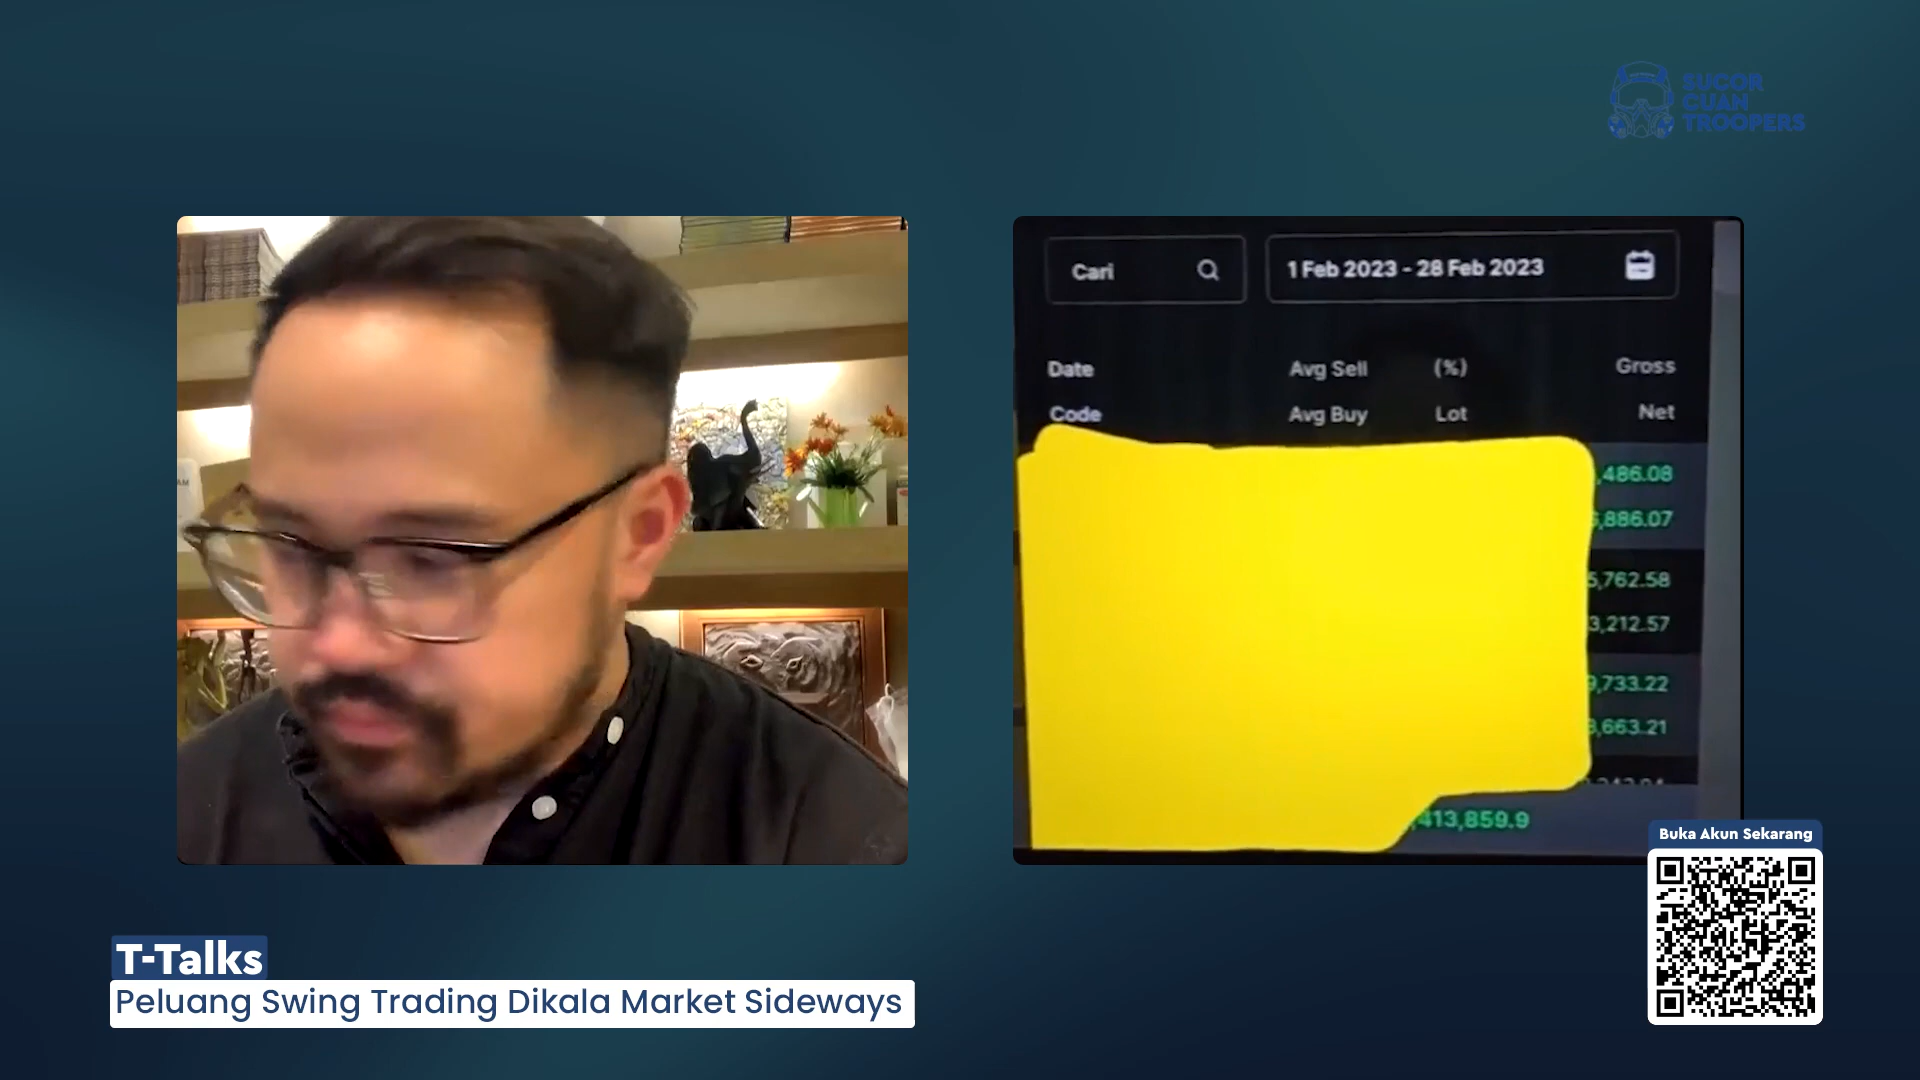 SUCOR
CUAN
TROOPERS
Cari
1 Feb 2023 - 28 Feb 2023
Date
Avg Sell
(%)
Gross
Code
Avg Buy
Lot
Net
,486.08
,886.07
5,762.58
3,212.57
9,733.22
,663.21
,413,859.9
Buka Akun Sekarang
T-Talks
Peluang Swing Trading Dikala Market Sideways